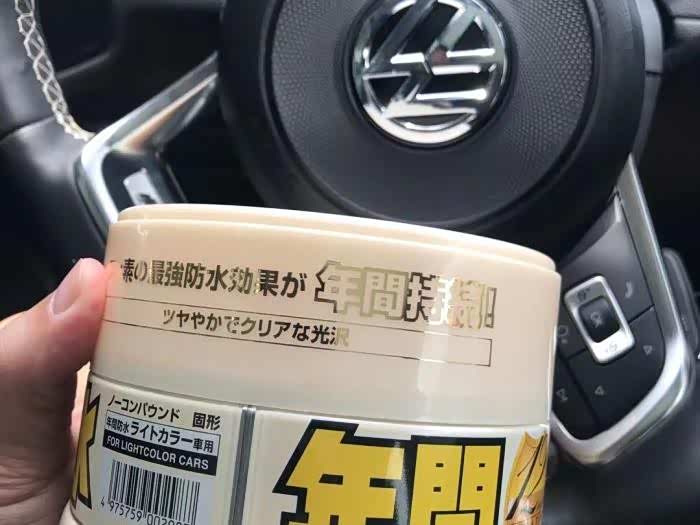 素の最強防水効果が 年間持続!
ツヤやかでクリアな光沢
ノーコンパウンド 固形
年間防水 ライトカラー車用
FOR LIGHTCOLOR CARS
年間